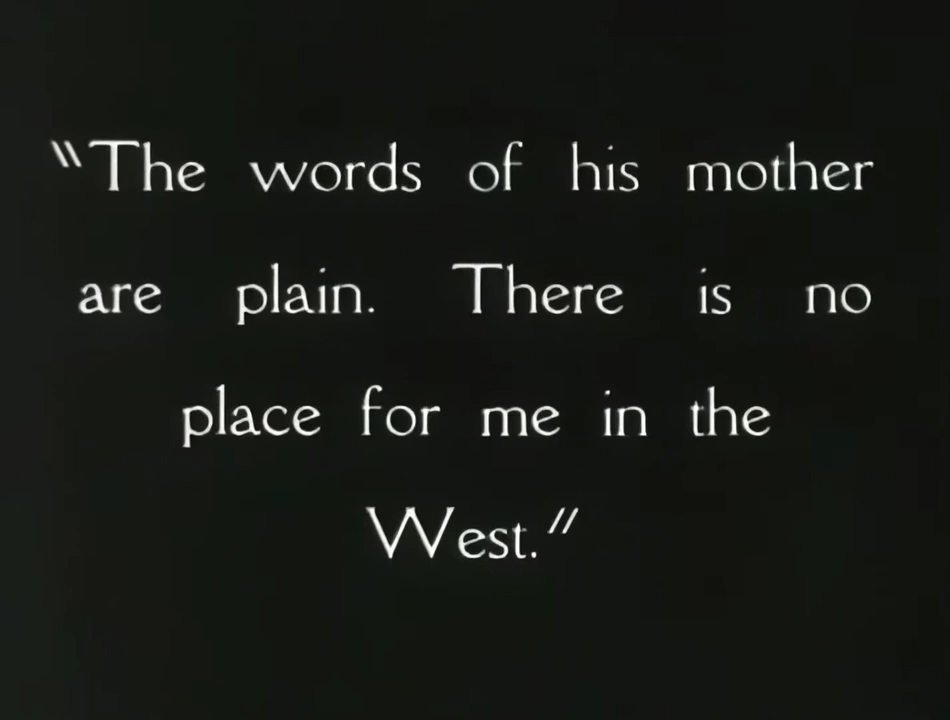 "The words of his mother
are plain. There is no
place for me in the
West."